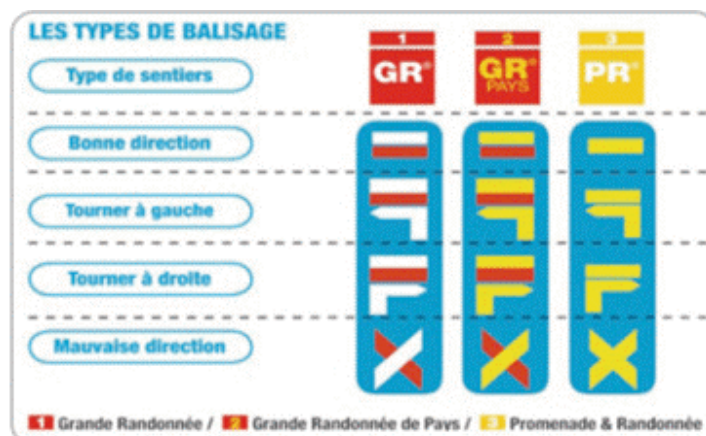 LES TYPES DE BALISAGE
1 2 3
Type de sentiers GR® GR® PAYS PR®
Bonne direction
Tourner à gauche
Tourner à droite
Mauvaise direction
1 Grande Randonnée / 2 Grande Randonnée de Pays / 3 Promenade & Randonnée